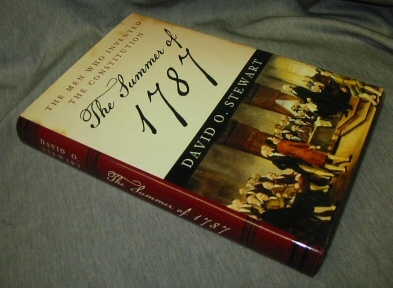 THE MEN WHO INVENTED
THE CONSTITUTION
The Summer of
1787
DAVID O. STEWART
DAVID O.
STEWART
The Summer of 1787